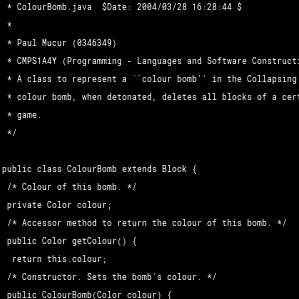 * ColourBomb.java $Date: 2004/03/28 16:28:44 $
*
* Paul Mucur (0346349)
* CMPS1A4Y (Programming - Languages and Software Constructi
* A class to represent a ``colour bomb'' in the Collapsing
* colour bomb, when detonated, deletes all blocks of a cert
* game.
*/
public class ColourBomb extends Block {
/* Colour of this bomb. */
private Color colour;
/* Accessor method to return the colour of this bomb. */
public Color getColour() {
return this.colour;
/* Constructor. Sets the bomb's colour. */
public ColourBomb(Color colour) {